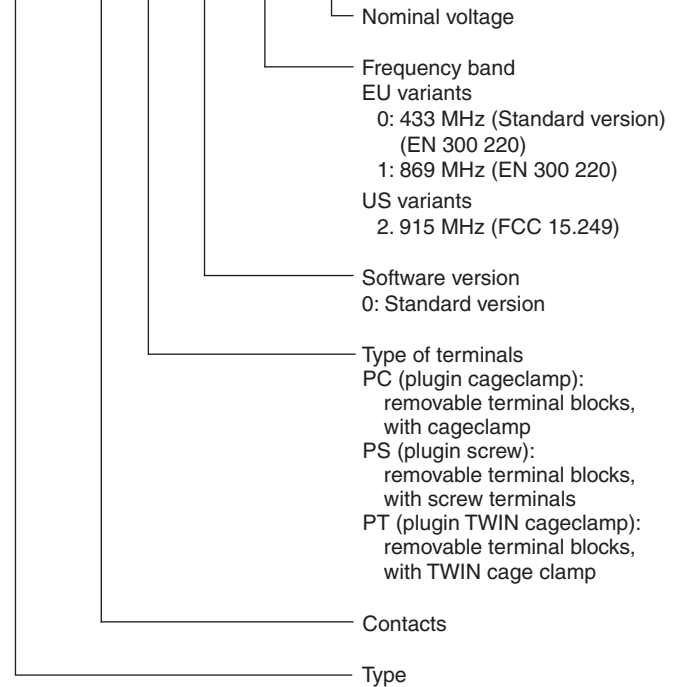 Nominal voltage
Frequency band
EU variants
0: 433 MHz (Standard version)
(EN 300 220)
1: 869 MHz (EN 300 220)
US variants
2. 915 MHz (FCC 15.249)
Software version
0: Standard version
Type of terminals
PC (plugin cageclamp):
removable terminal blocks,
with cageclamp
PS (plugin screw):
removable terminal blocks,
with screw terminals
PT (plugin TWIN cageclamp):
removable terminal blocks,
with TWIN cage clamp
Contacts
Type